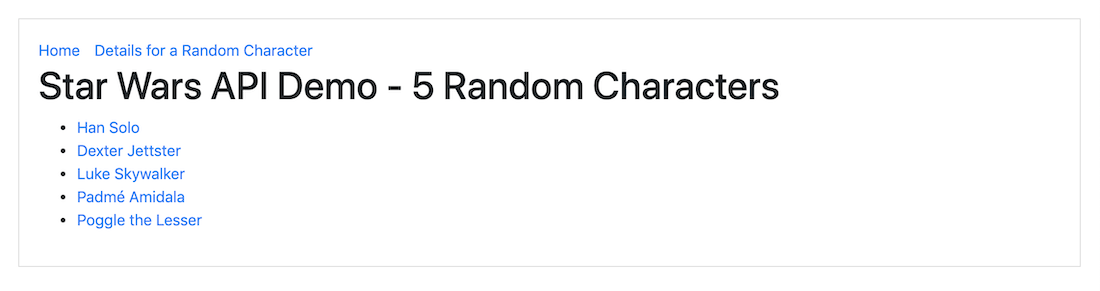 Home Details for a Random Character
Star Wars API Demo - 5 Random Characters
Han Solo
Dexter Jettster
Luke Skywalker
Padmé Amidala
Poggle the Lesser